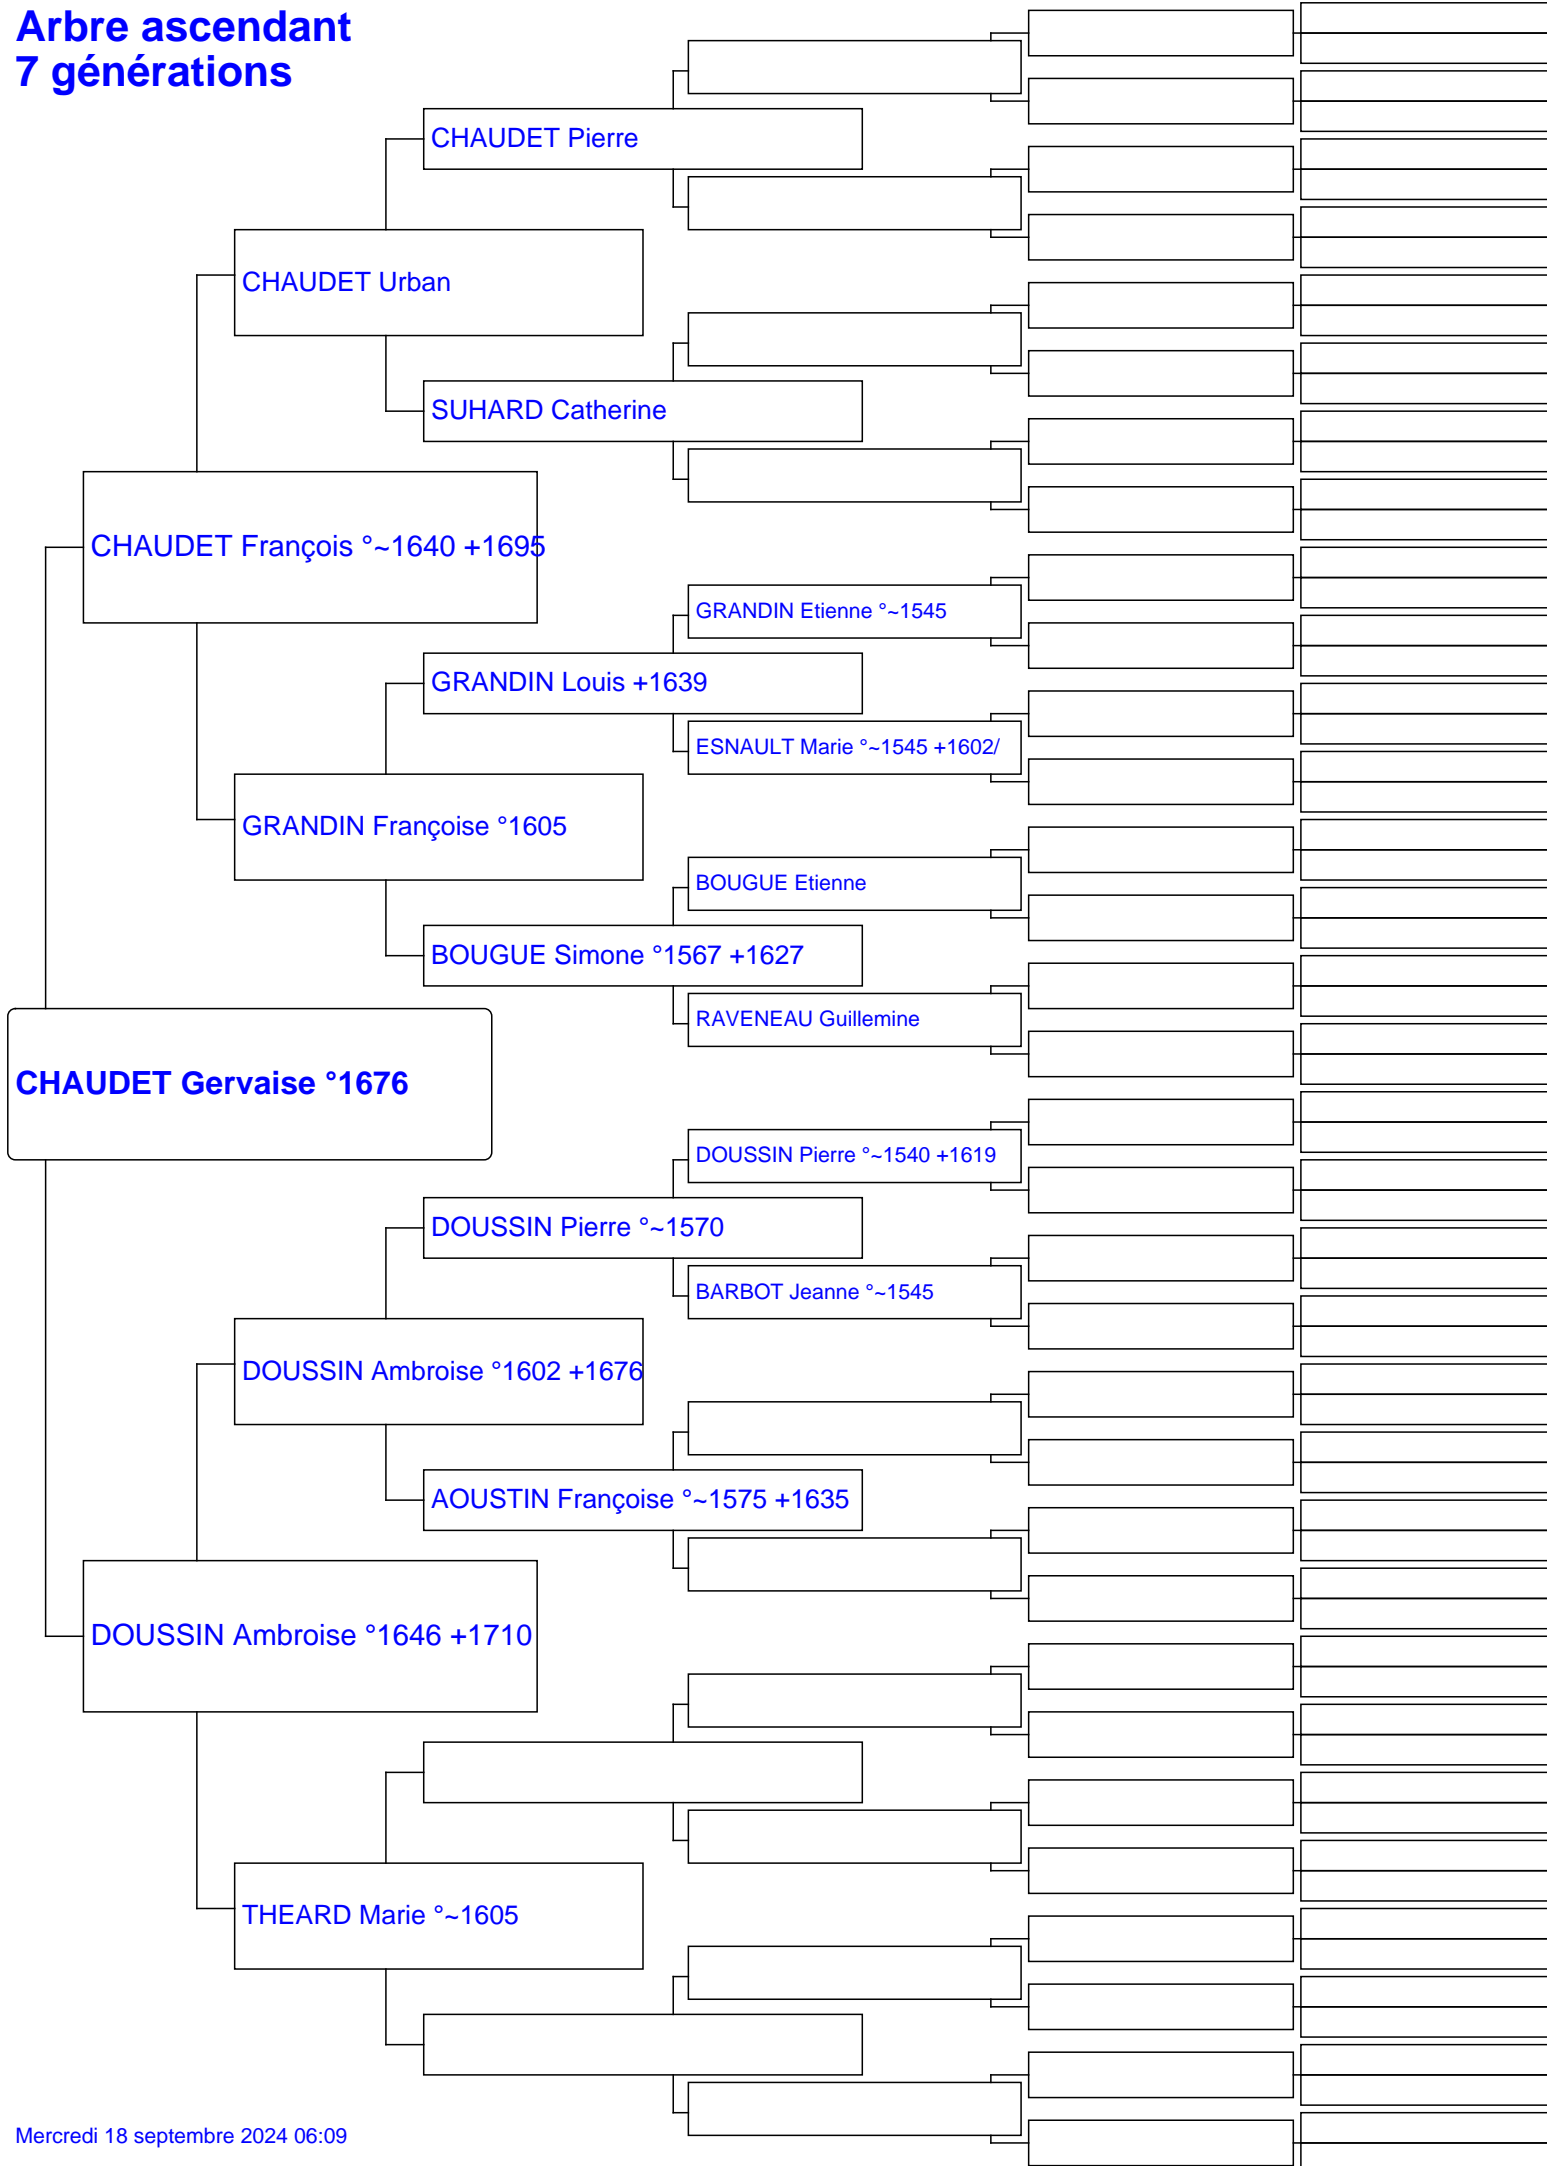 Arbre ascendant
7 générations
CHAUDET Pierre
CHAUDET Urban
SUHARD Catherine
CHAUDET François °~1640 +1695
GRANDIN Etienne °~1545
GRANDIN Louis +1639
ESNAULT Marie °~1545 +1602/
GRANDIN Françoise °1605
BOUGUE Etienne
BOUGUE Simone °1567 +1627
RAVENEAU Guillemine
CHAUDET Gervaise °1676
DOUSSIN Pierre °~1540 +1619
DOUSSIN Pierre °~1570
BARBOT Jeanne °~1545
DOUSSIN Ambroise °1602 +1676
AOUSTIN Françoise °~1575 +1635
DOUSSIN Ambroise °1646 +1710
THEARD Marie °~1605
Mercredi 18 septembre 2024 06:09